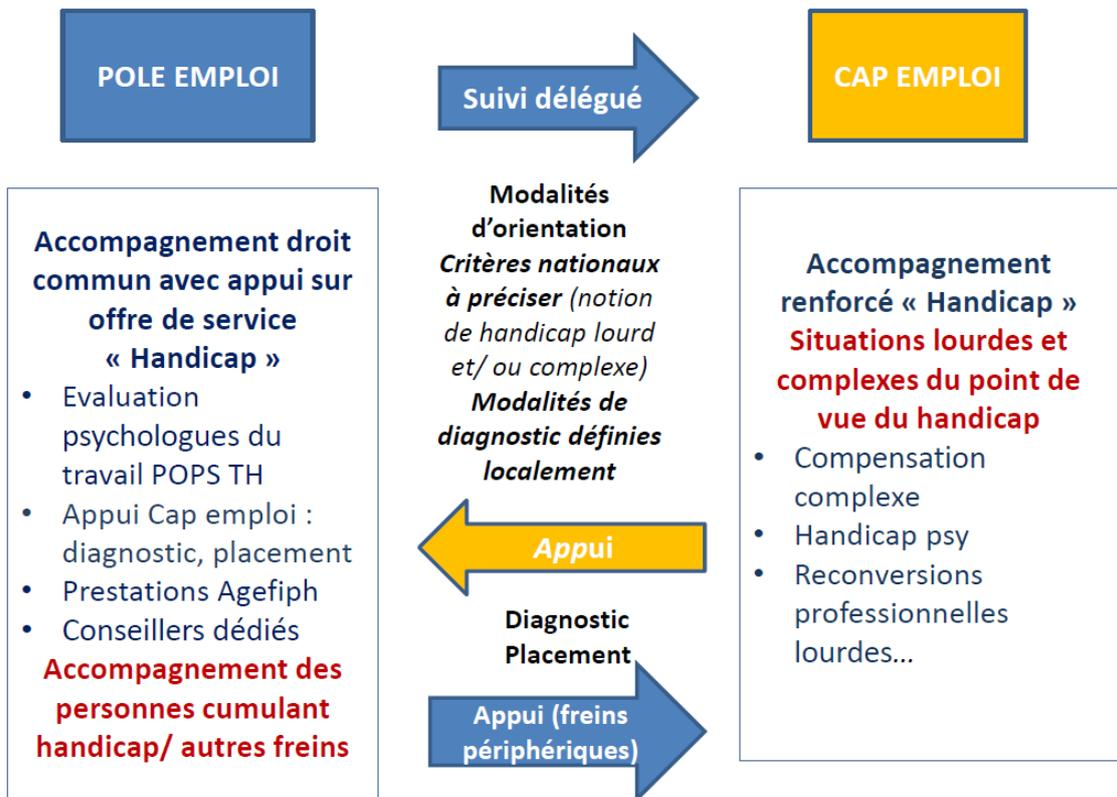 POLE EMPLOI
Suivi délégué
CAP EMPLOI
Accompagnement droit
commun avec appui sur
offre de service
« Handicap »
• Evaluation
psychologues du
travail POPS TH
• Appui Cap emploi :
diagnostic, placement
• Prestations Agefiph
• Conseillers dédiés
Accompagnement des
personnes cumulant
handicap/ autres freins
Modalités
d’orientation
Critères nationaux
à préciser (notion
de handicap lourd
et/ ou complexe)
Modalités de
diagnostic définies
localement
Appui
Diagnostic
Placement
Appui (freins
périphériques)
Accompagnement
renforcé « Handicap »
Situations lourdes et
complexes du point de
vue du handicap
• Compensation
complexe
• Handicap psy
• Reconversions
professionnelles
lourdes...